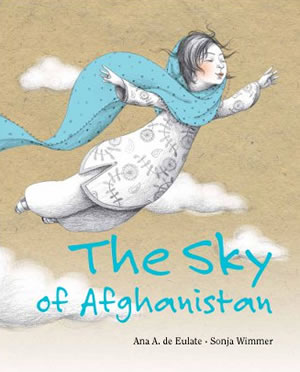 The Sky
of Afghanistan
Ana A. de Eulate · Sonja Wimmer